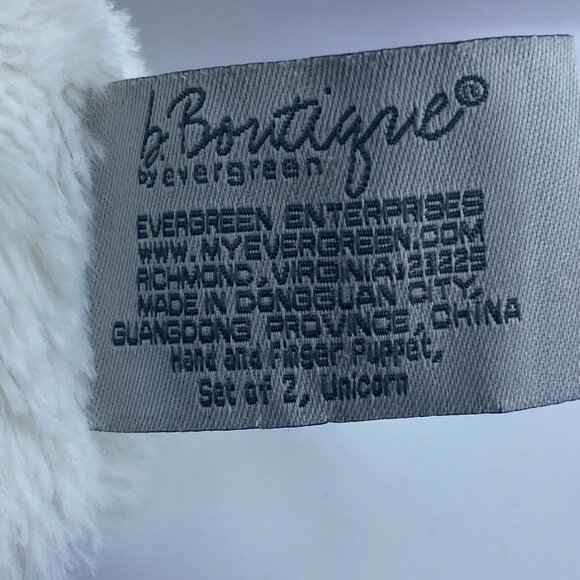 b.Boutique®
by evergreen
EVERGREEN ENTERPRISES
WWW.MYEVERGREEN.COM
RICHMOND, VIRGINIA, 23225
MADE IN DONGGUAN CITY,
GUANGDONG PROVINCE, CHINA
Hand and Finger Puppet,
Set of 2, Unicorn